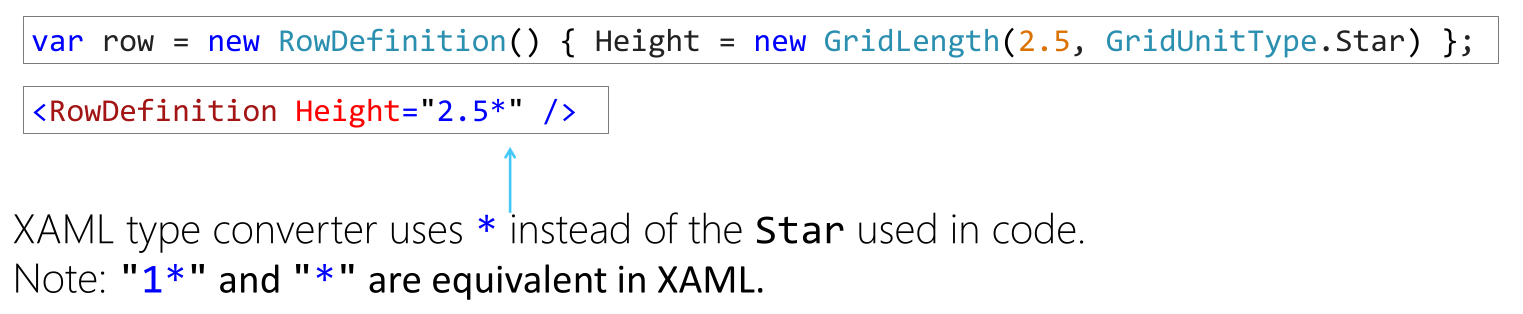 var row = new RowDefinition() { Height = new GridLength(2.5, GridUnitType.Star) };
<RowDefinition Height="2.5*" />
XAML type converter uses * instead of the Star used in code.
Note: "1*" and "*" are equivalent in XAML.